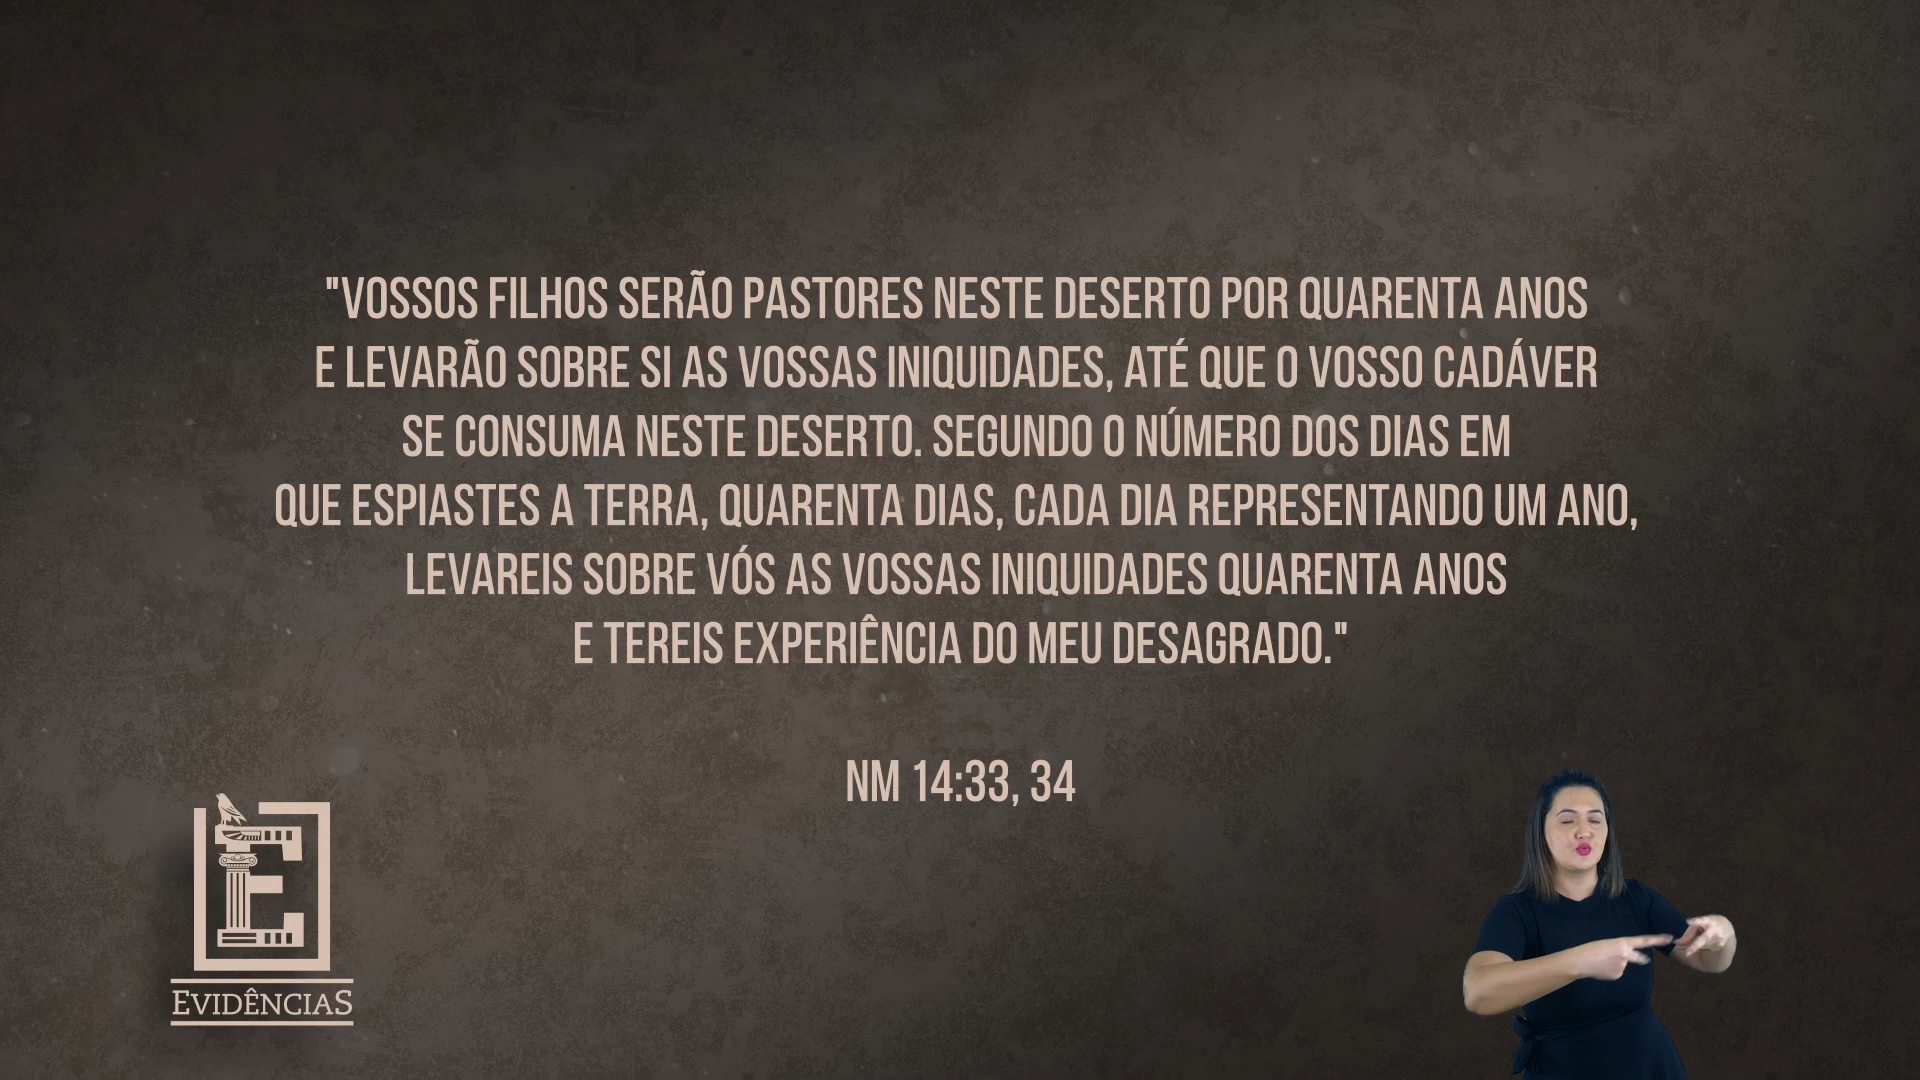 "VOSSOS FILHOS SERÃO PASTORES NESTE DESERTO POR QUARENTA ANOS
E LEVARÃO SOBRE SI AS VOSSAS INIQUIDADES, ATÉ QUE O VOSSO CADÁVER
SE CONSUMA NESTE DESERTO. SEGUNDO O NÚMERO DOS DIAS EM
QUE ESPIASTES A TERRA, QUARENTA DIAS, CADA DIA REPRESENTANDO UM ANO,
LEVAREIS SOBRE VÓS AS VOSSAS INIQUIDADES QUARENTA ANOS
E TEREIS EXPERIÊNCIA DO MEU DESAGRADO."
NM 14:33, 34
E
EVIDÊNCIAS